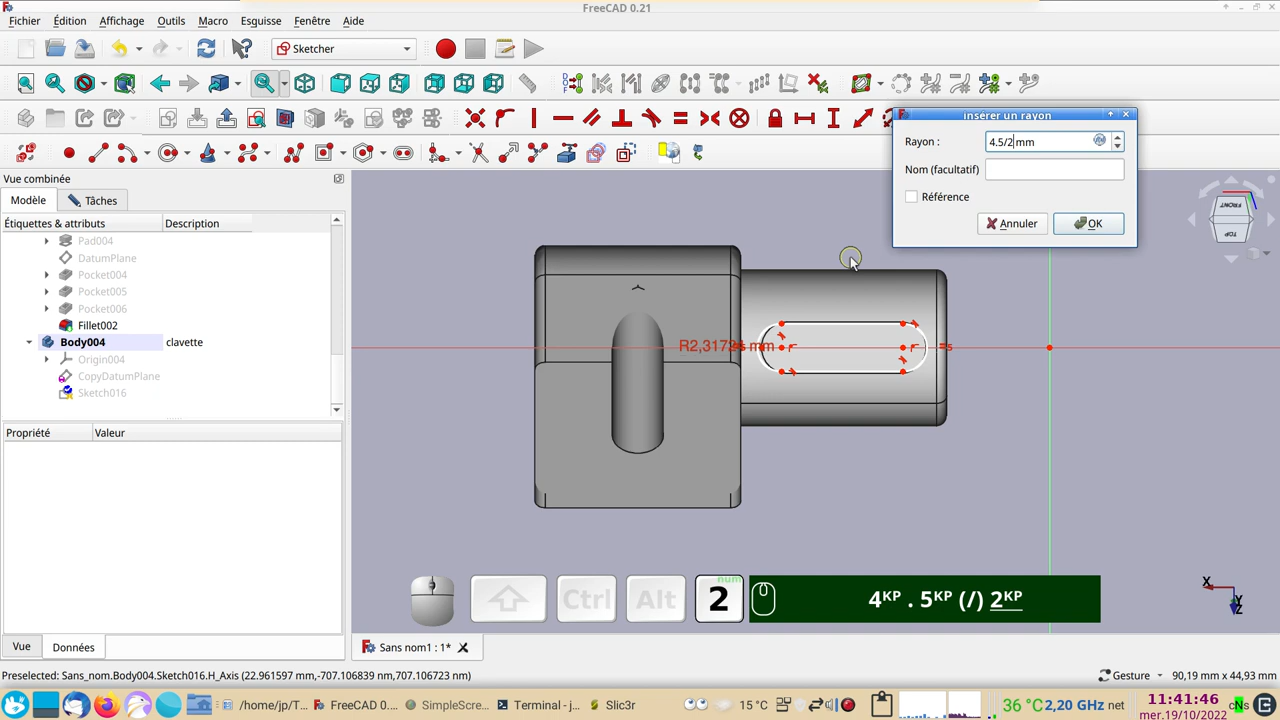 FreeCAD 0.21
Fichier Édition Affichage Outils Macro Esquisse Fenêtre Aide
Sketcher
Vue combinée
Modèle Tâches
Étiquettes & attributs Description
Pad004
DatumPlane
Pocket004
Pocket005
Pocket006
Fillet002
Body004 clavette
Origin004
CopyDatumPlane
Sketch016
Propriété Valeur
Vue Données
insérer un rayon
Rayon : 4.5/2 mm
Nom (facultatif)
Référence
Annuler OK
FRONT
TOP
X
Y
Z
Ctrl Alt num 2 4ᴷᴾ . 5ᴷᴾ (/) 2ᴷᴾ
Sans nom1 : 1*
Preselected: Sans_nom.Body004.Sketch016.H_Axis (22.961597 mm,-707.106839 nm,707.106723 nm) Gesture 90,19 mm x 44,93 mm
/home/jp/T... FreeCAD 0.... SimpleScre... Terminal - j... Slic3r 15 °C 36 °C 2,20 GHz net 11:41:46
mer.19/10/2022